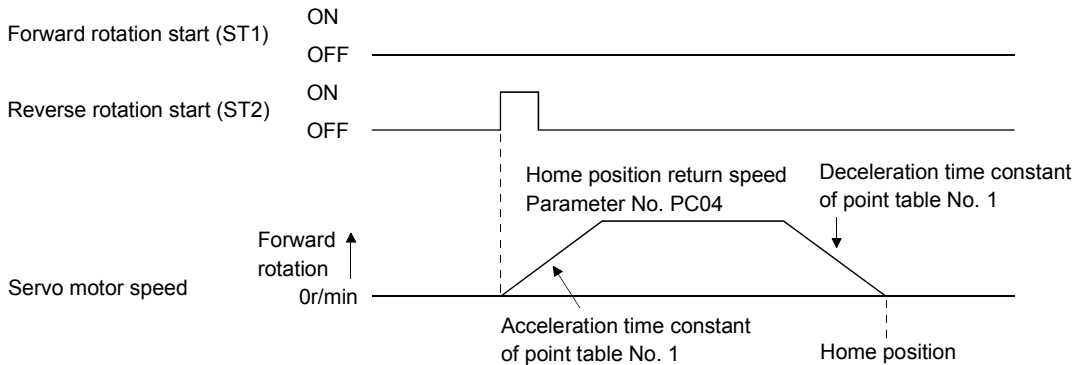 Forward rotation start (ST1)
ON
OFF
Reverse rotation start (ST2)
ON
OFF
Home position return speed
Parameter No. PC04
Deceleration time constant
of point table No. 1
Forward
rotation
0r/min
Servo motor speed
Acceleration time constant
of point table No. 1
Home position